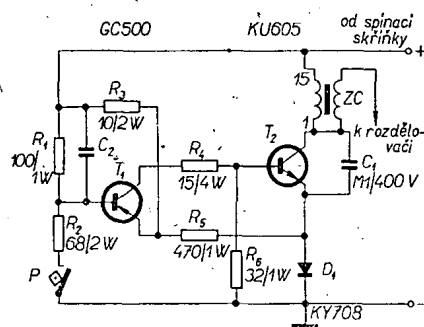 GC500 KU605 od spínací
skříňky
+
R3
10/2W
15
ZC
1
k rozdělo-
vači
R1
100/
1W
C2
T1
R4
15/4W
T2
C1
M1/400 V
R2
68/2W
R5
470/1W
R6
32/1W
D1
P
KY708
-